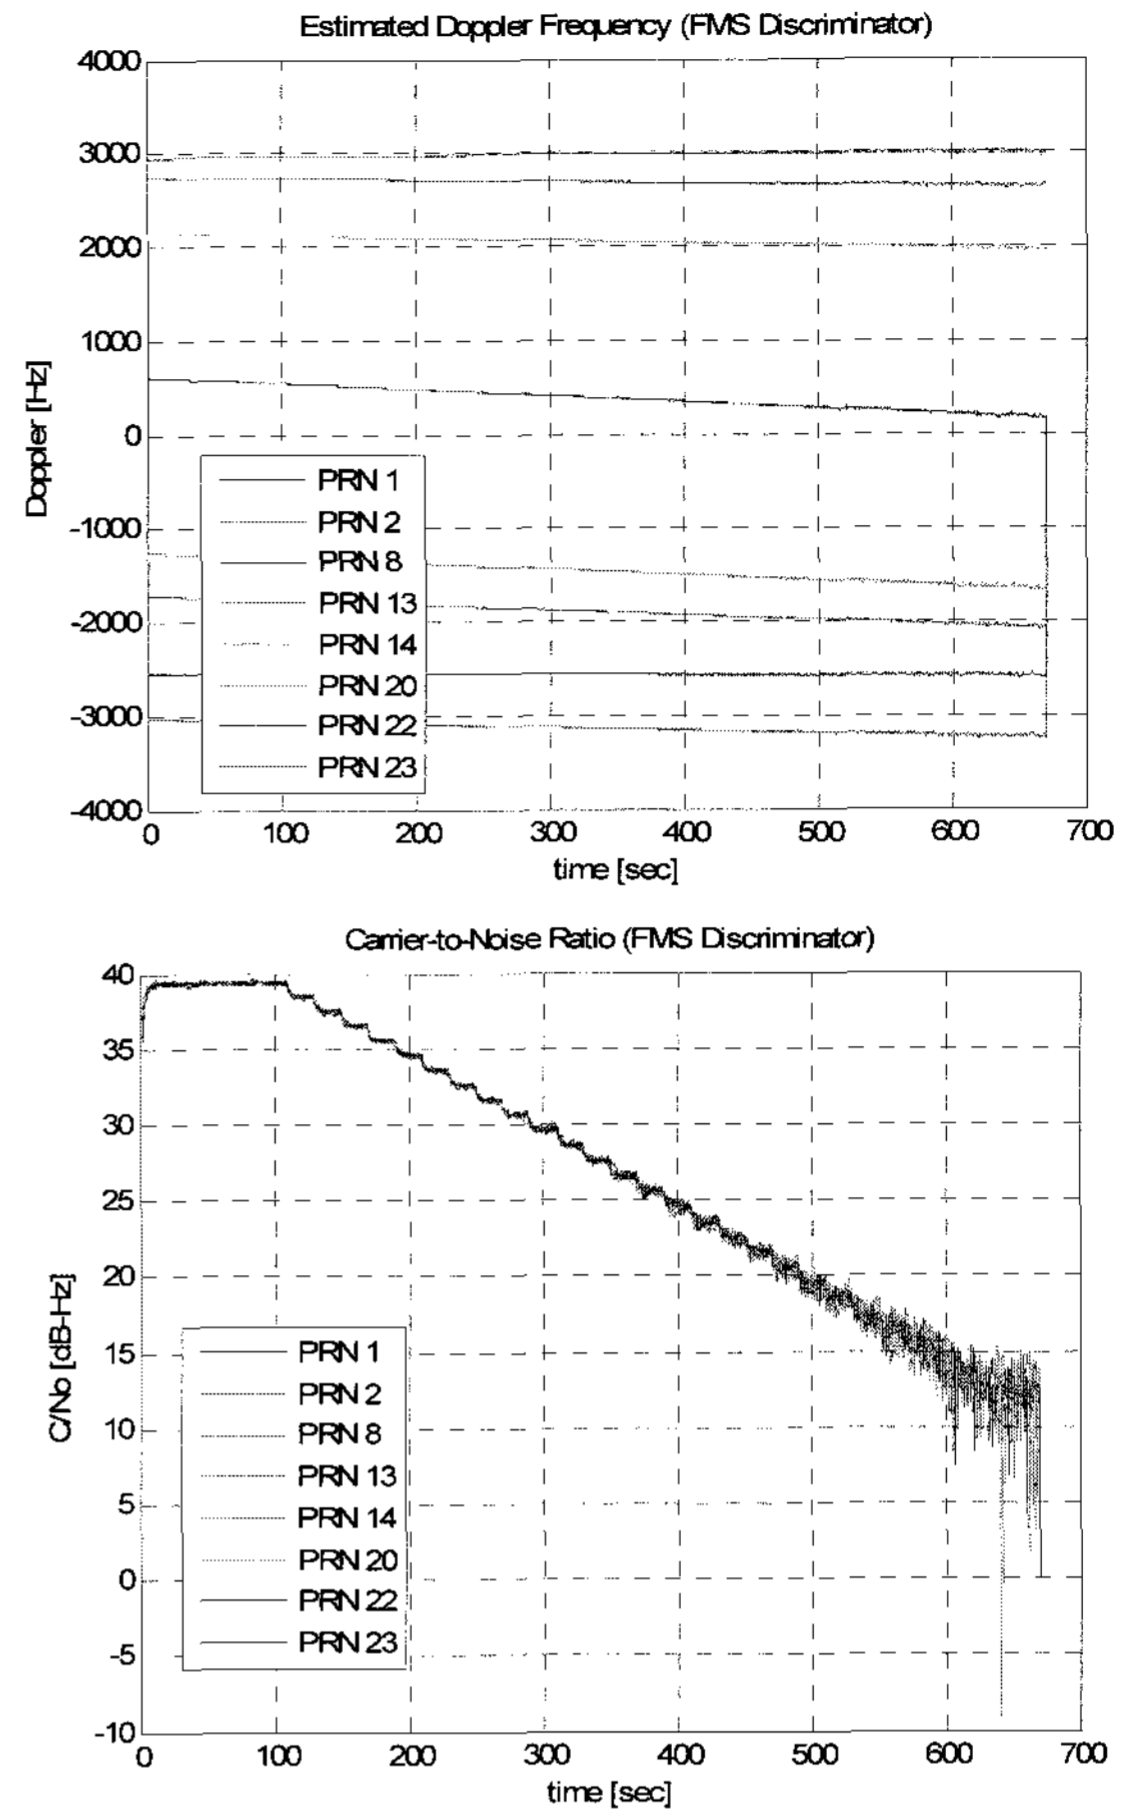 Estimated Doppler Frequency (FMS Discriminator)
4000
3000
2000
1000
0
-1000
-2000
-3000
-4000
Doppler [Hz]
PRN 1
PRN 2
PRN 8
PRN 13
PRN 14
PRN 20
PRN 22
PRN 23
0 100 200 300 400 500 600 700
time [sec]
Carrier-to-Noise Ratio (FMS Discriminator)
40
35
30
25
20
15
10
5
0
-5
-10
C/No [dB-Hz]
PRN 1
PRN 2
PRN 8
PRN 13
PRN 14
PRN 20
PRN 22
PRN 23
0 100 200 300 400 500 600 700
time [sec]